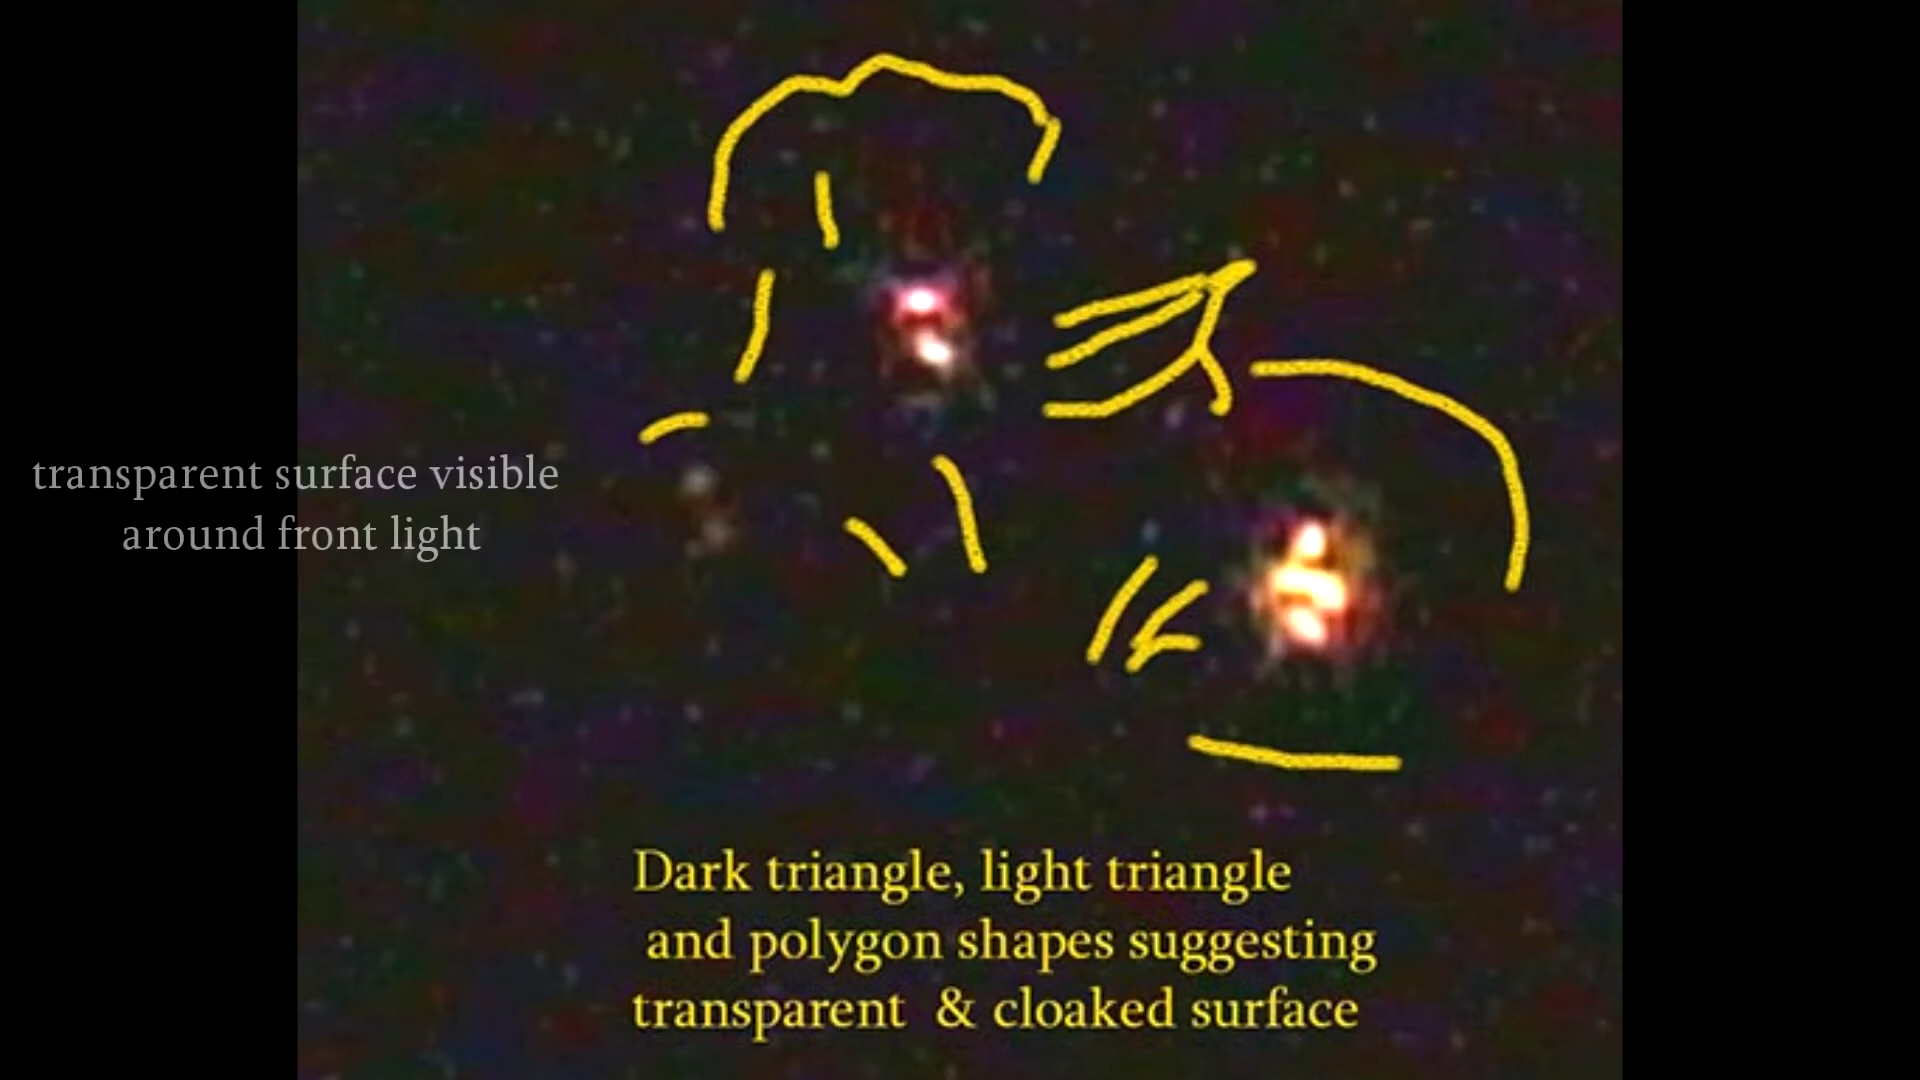 transparent surface visible
around front light
Dark triangle, light triangle
and polygon shapes suggesting
transparent & cloaked surface